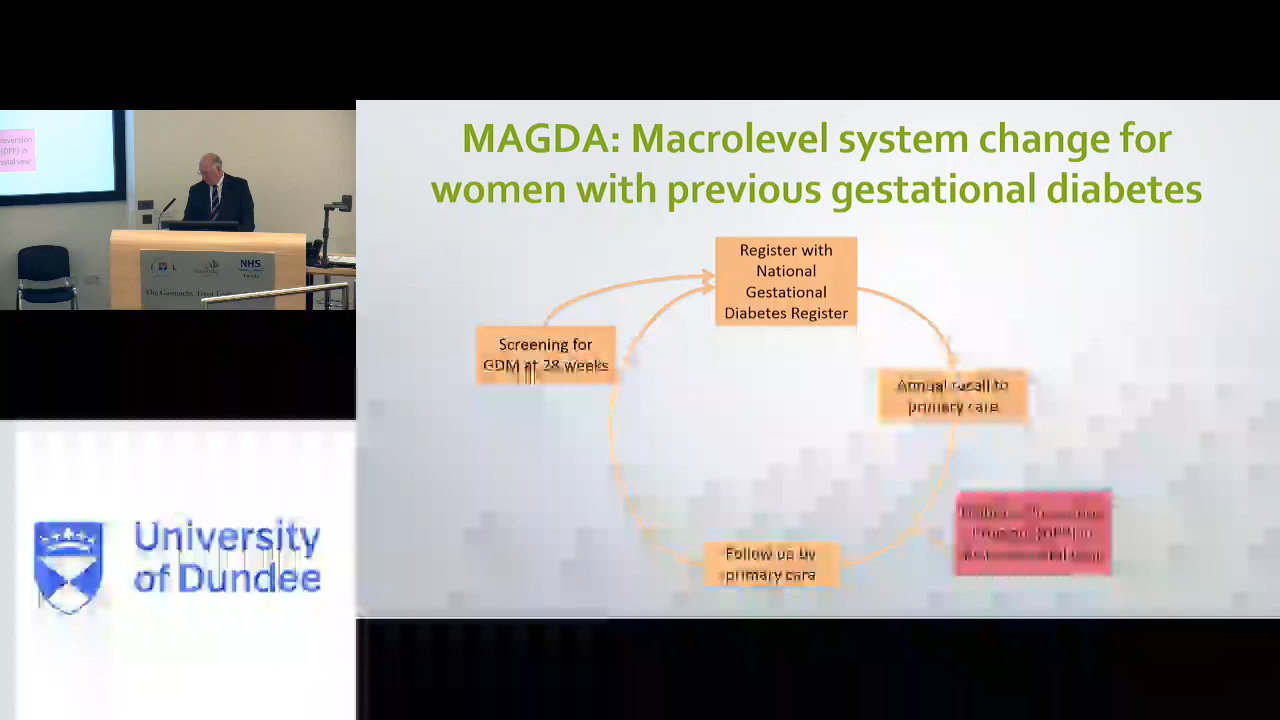 MAGDA: Macrolevel system change for
women with previous gestational diabetes
Register with
National
Gestational
Diabetes Register
Screening for
GDM at 28 weeks
Annual recall to
primary care
Follow up by
primary care
University
of Dundee
NHS